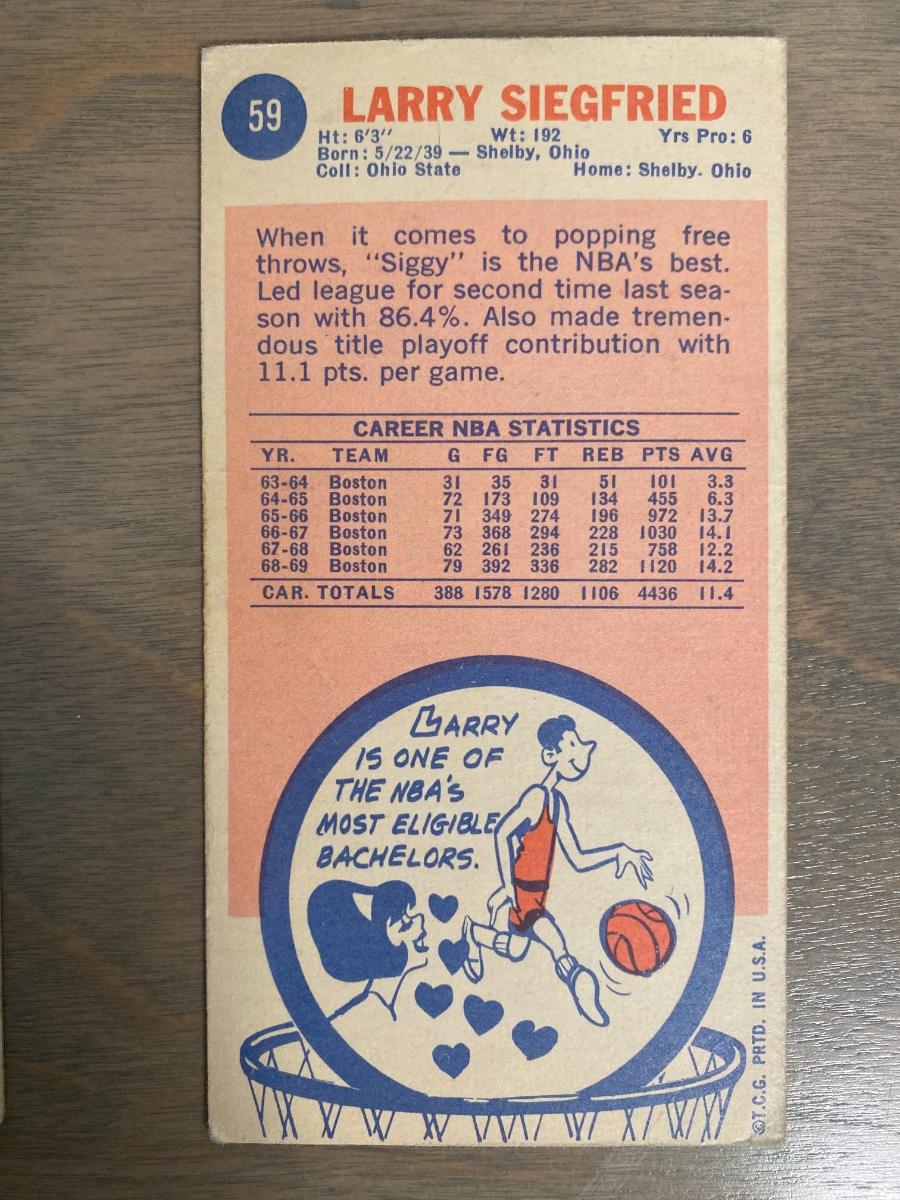 59
LARRY SIEGFRIED
Ht: 6'3" Wt: 192 Yrs Pro: 6
Born: 5/22/39 — Shelby, Ohio
Coll: Ohio State Home: Shelby. Ohio
When it comes to popping free
throws, "Siggy" is the NBA's best.
Led league for second time last sea-
son with 86.4%. Also made tremen-
dous title playoff contribution with
11.1 pts. per game.
CAREER NBA STATISTICS
YR. TEAM G FG FT REB PTS AVG
63-64 Boston 31 35 31 51 101 3.3
64-65 Boston 72 173 109 134 455 6.3
65-66 Boston 71 349 274 196 972 13.7
66-67 Boston 73 368 294 228 1030 14.1
67-68 Boston 62 261 236 215 758 12.2
68-69 Boston 79 392 336 282 1120 14.2
CAR. TOTALS 388 1578 1280 1106 4436 11.4
LARRY
IS ONE OF
THE NBA'S
MOST ELIGIBLE
BACHELORS.
©T.C.G. PRTD. IN U.S.A.